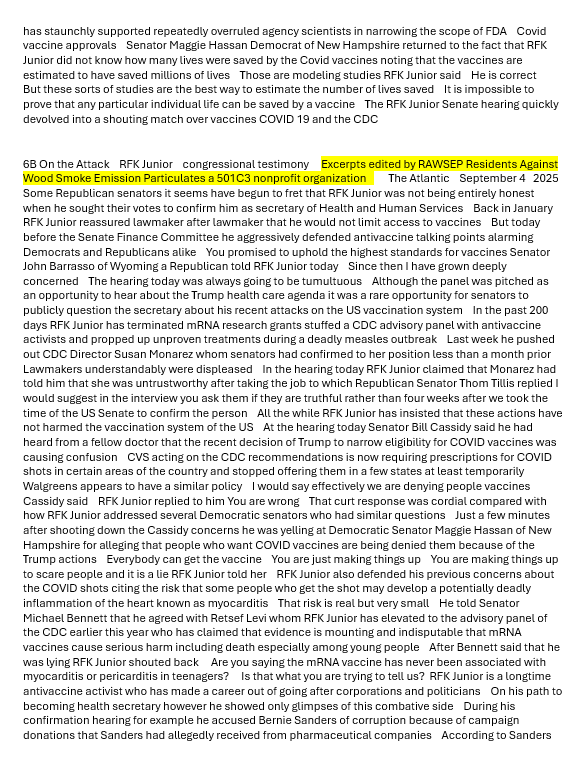 has staunchly supported repeatedly overruled agency scientists in narrowing the scope of FDA   Covid
vaccine approvals   Senator Maggie Hassan Democrat of New Hampshire returned to the fact that RFK
Junior did not know how many lives were saved by the Covid vaccines noting that the vaccines are
estimated to have saved millions of lives   Those are modeling studies RFK Junior said   He is correct
But these sorts of studies are the best way to estimate the number of lives saved   It is impossible to
prove that any particular individual life can be saved by a vaccine   The RFK Junior Senate hearing quickly
devolved into a shouting match over vaccines COVID 19 and the CDC
6B On the Attack   RFK Junior   congressional testimony   Excerpts edited by RAWSEP Residents Against
Wood Smoke Emission Particulates a 501C3 nonprofit organization   The Atlantic   September 4  2025
Some Republican senators it seems have begun to fret that RFK Junior was not being entirely honest
when he sought their votes to confirm him as secretary of Health and Human Services   Back in January
RFK Junior reassured lawmaker after lawmaker that he would not limit access to vaccines   But today
before the Senate Finance Committee he aggressively defended antivaccine talking points alarming
Democrats and Republicans alike   You promised to uphold the highest standards for vaccines Senator
John Barrasso of Wyoming a Republican told RFK Junior today   Since then I have grown deeply
concerned   The hearing today was always going to be tumultuous   Although the panel was pitched as
an opportunity to hear about the Trump health care agenda it was a rare opportunity for senators to
publicly question the secretary about his recent attacks on the US vaccination system   In the past 200
days RFK Junior has terminated mRNA research grants stuffed a CDC advisory panel with antivaccine
activists and propped up unproven treatments during a deadly measles outbreak   Last week he pushed
out CDC Director Susan Monarez whom senators had confirmed to her position less than a month prior
Lawmakers understandably were displeased   In the hearing today RFK Junior claimed that Monarez had
told him that she was untrustworthy after taking the job to which Republican Senator Thom Tillis replied I
would suggest in the interview you ask them if they are truthful rather than four weeks after we took the
time of the US Senate to confirm the person   All the while RFK Junior has insisted that these actions have
not harmed the vaccination system of the US   At the hearing today Senator Bill Cassidy said he had
heard from a fellow doctor that the recent decision of Trump to narrow eligibility for COVID vaccines was
causing confusion   CVS acting on the CDC recommendations is now requiring prescriptions for COVID
shots in certain areas of the country and stopped offering them in a few states at least temporarily
Walgreens appears to have a similar policy   I would say effectively we are denying people vaccines
Cassidy said   RFK Junior replied to him You are wrong   That curt response was cordial compared with
how RFK Junior addressed several Democratic senators who had similar questions   Just a few minutes
after shooting down the Cassidy concerns he was yelling at Democratic Senator Maggie Hassan of New
Hampshire for alleging that people who want COVID vaccines are being denied them because of the
Trump actions   Everybody can get the vaccine   You are just making things up   You are making things up
to scare people and it is a lie RFK Junior told her   RFK Junior also defended his previous concerns about
the COVID shots citing the risk that some people who get the shot may develop a potentially deadly
inflammation of the heart known as myocarditis   That risk is real but very small   He told Senator
Michael Bennett that he agreed with Retsef Levi whom RFK Junior has elevated to the advisory panel of
the CDC earlier this year who has claimed that evidence is mounting and indisputable that mRNA
vaccines cause serious harm including death especially among young people   After Bennett said that he
was lying RFK Junior shouted back   Are you saying the mRNA vaccine has never been associated with
myocarditis or pericarditis in teenagers?   Is that what you are trying to tell us?  RFK Junior is a longtime
antivaccine activist who has made a career out of going after corporations and politicians   On his path to
becoming health secretary however he showed only glimpses of this combative side   During his
confirmation hearing for example he accused Bernie Sanders of corruption because of campaign
donations that Sanders had allegedly received from pharmaceutical companies   According to Sanders